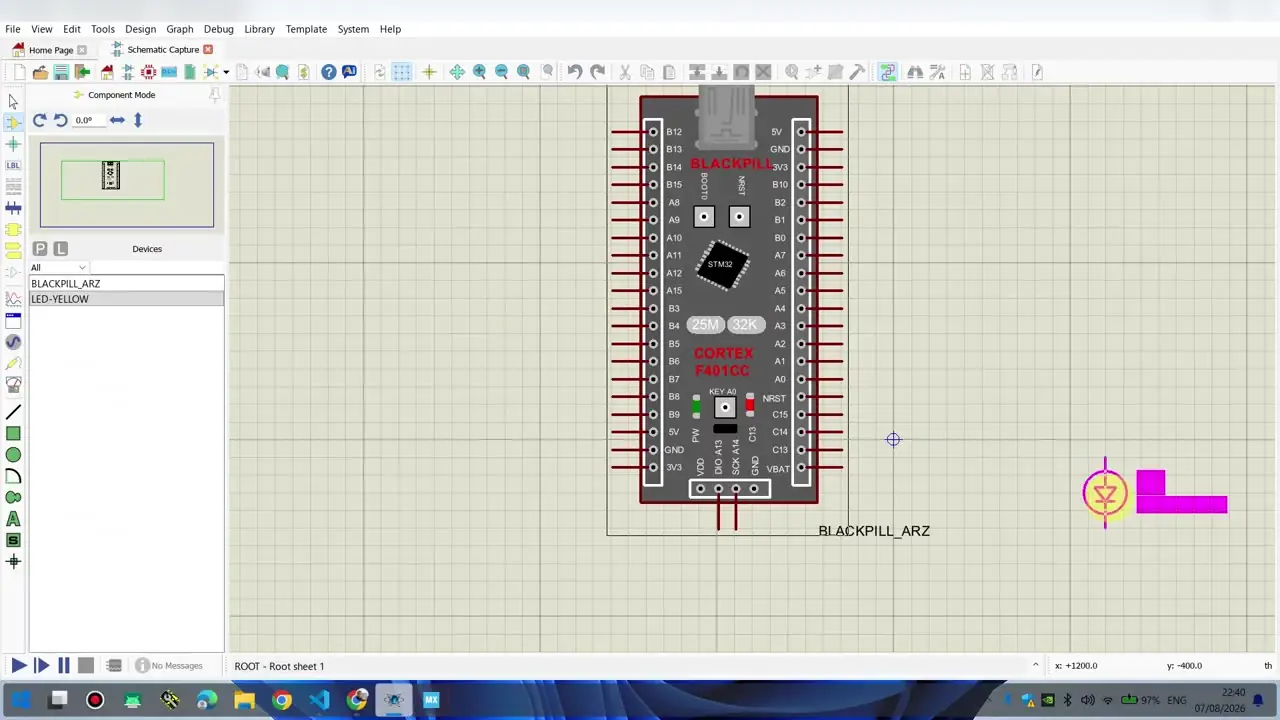 File View Edit Tools Design Graph Debug Library Template System Help
Home Page Schematic Capture
Component Mode
0.0°
LBL
P L Devices
All
BLACKPILL_ARZ
LED-YELLOW
BLACKPILL
BOOT0 NRST
STM32
25M 32K
CORTEX
F401CC
KEY A0
PW C13
VDD DIO A13 SCK A14 GND
B12 5V
B13 GND
B14 3V3
B15 B10
A8 B2
A9 B1
A10 B0
A11 A7
A12 A6
A15 A5
B3 A4
B4 A3
B5 A2
B6 A1
B7 A0
B8 NRST
B9 C15
5V C14
GND C13
3V3 VBAT
BLACKPILL_ARZ
No Messages ROOT - Root sheet 1 x: +1200.0 y: -400.0 th
MX 97% ENG 22:40
07/08/2026